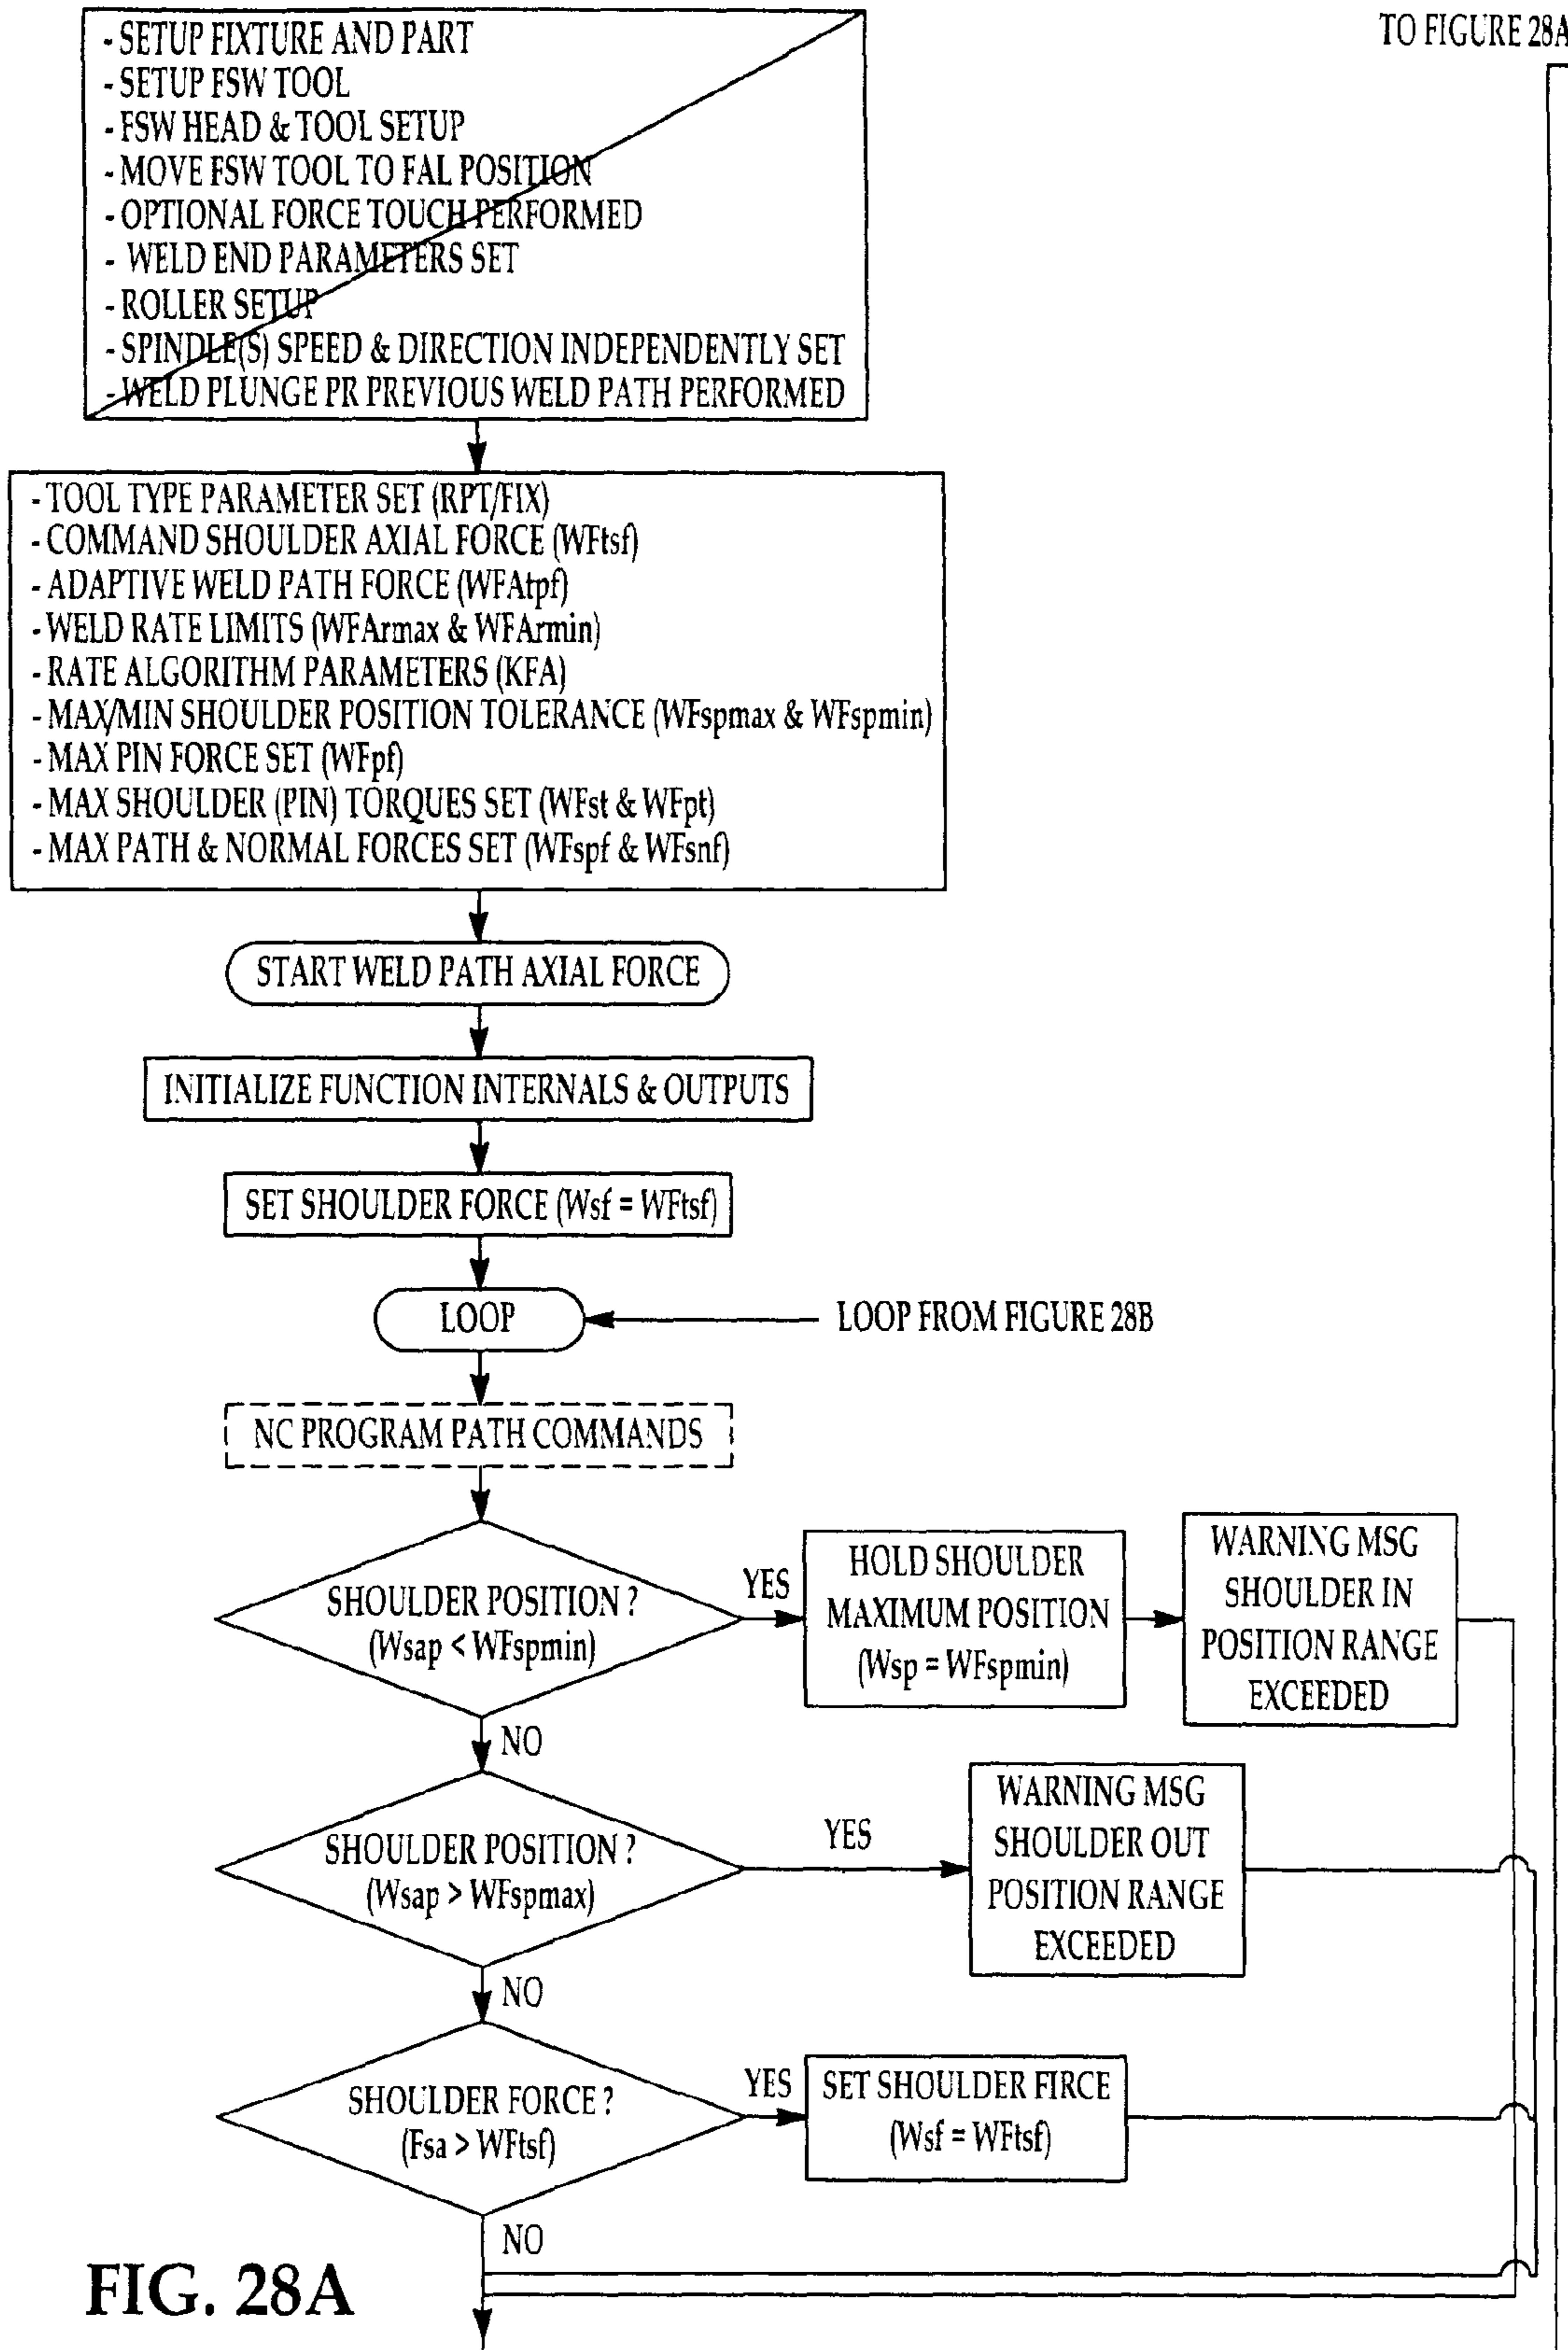 TO FIGURE 28A
- SETUP FIXTURE AND PART
- SETUP FSW TOOL
- FSW HEAD & TOOL SETUP
- MOVE FSW TOOL TO FAL POSITION
- OPTIONAL FORCE TOUCH PERFORMED
- WELD END PARAMETERS SET
- ROLLER SETUP
- SPINDLE(S) SPEED & DIRECTION INDEPENDENTLY SET
- WELD PLUNGE PR PREVIOUS WELD PATH PERFORMED
- TOOL TYPE PARAMETER SET (RPT/FIX)
- COMMAND SHOULDER AXIAL FORCE (WFtsf)
- ADAPTIVE WELD PATH FORCE (WFAtpf)
- WELD RATE LIMITS (WFArmax & WFArmin)
- RATE ALGORITHM PARAMETERS (KFA)
- MAX/MIN SHOULDER POSITION TOLERANCE (WFspmax & WFspmin)
- MAX PIN FORCE SET (WFpf)
- MAX SHOULDER (PIN) TORQUES SET (WFst & WFpt)
- MAX PATH & NORMAL FORCES SET (WFspf & WFsnf)
START WELD PATH AXIAL FORCE
INITIALIZE FUNCTION INTERNALS & OUTPUTS
SET SHOULDER FORCE (Wsf = WFtsf)
LOOP
LOOP FROM FIGURE 28B
NC PROGRAM PATH COMMANDS
SHOULDER POSITION ?
(Wsap < WFspmin)
YES
HOLD SHOULDER
MAXIMUM POSITION
(Wsp = WFspmin)
WARNING MSG
SHOULDER IN
POSITION RANGE
EXCEEDED
NO
SHOULDER POSITION ?
(Wsap > WFspmax)
YES
WARNING MSG
SHOULDER OUT
POSITION RANGE
EXCEEDED
NO
SHOULDER FORCE ?
(Fsa > WFtsf)
YES
SET SHOULDER FIRCE
(Wsf = WFtsf)
NO
FIG. 28A